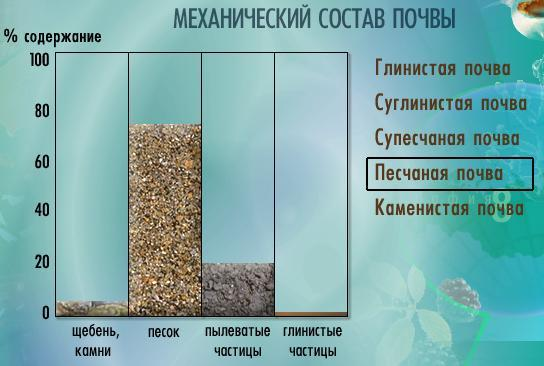 МЕХАНИЧЕСКИЙ СОСТАВ ПОЧВЫ
% содержание
100
80
60
40
20
0
щебень,
камни
песок
пылеватые
частицы
глинистые
частицы
Глинистая почва
Суглинистая почва
Супесчаная почва
Песчаная почва
Каменистая почва